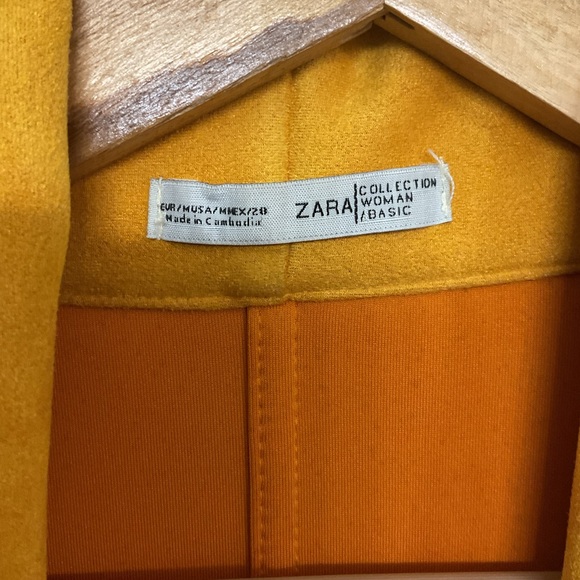 EUR/MUSA/MMEX/28
Made in Cambodia
ZARA
COLLECTION
WOMAN
/BASIC